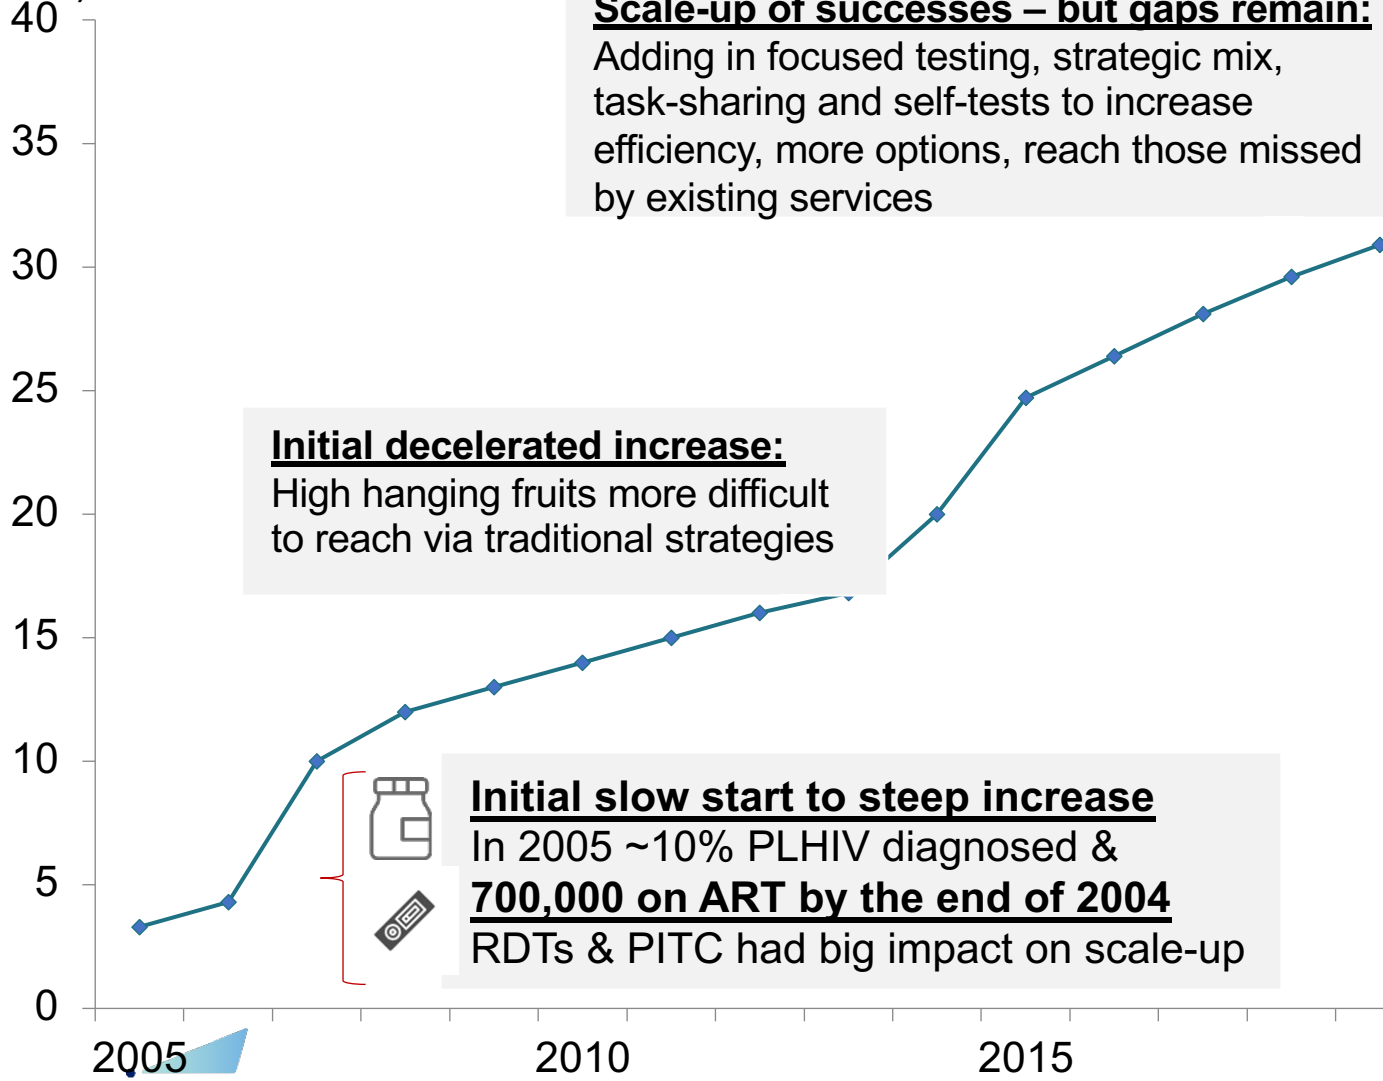 40
Scale-up of successes – but gaps remain:
Adding in focused testing, strategic mix,
task-sharing and self-tests to increase
efficiency, more options, reach those missed
by existing services
35
30
25
Initial decelerated increase:
High hanging fruits more difficult
to reach via traditional strategies
20
15
10
Initial slow start to steep increase
In 2005 ~10% PLHIV diagnosed &
700,000 on ART by the end of 2004
RDTs & PITC had big impact on scale-up
5
0
2005 2010 2015